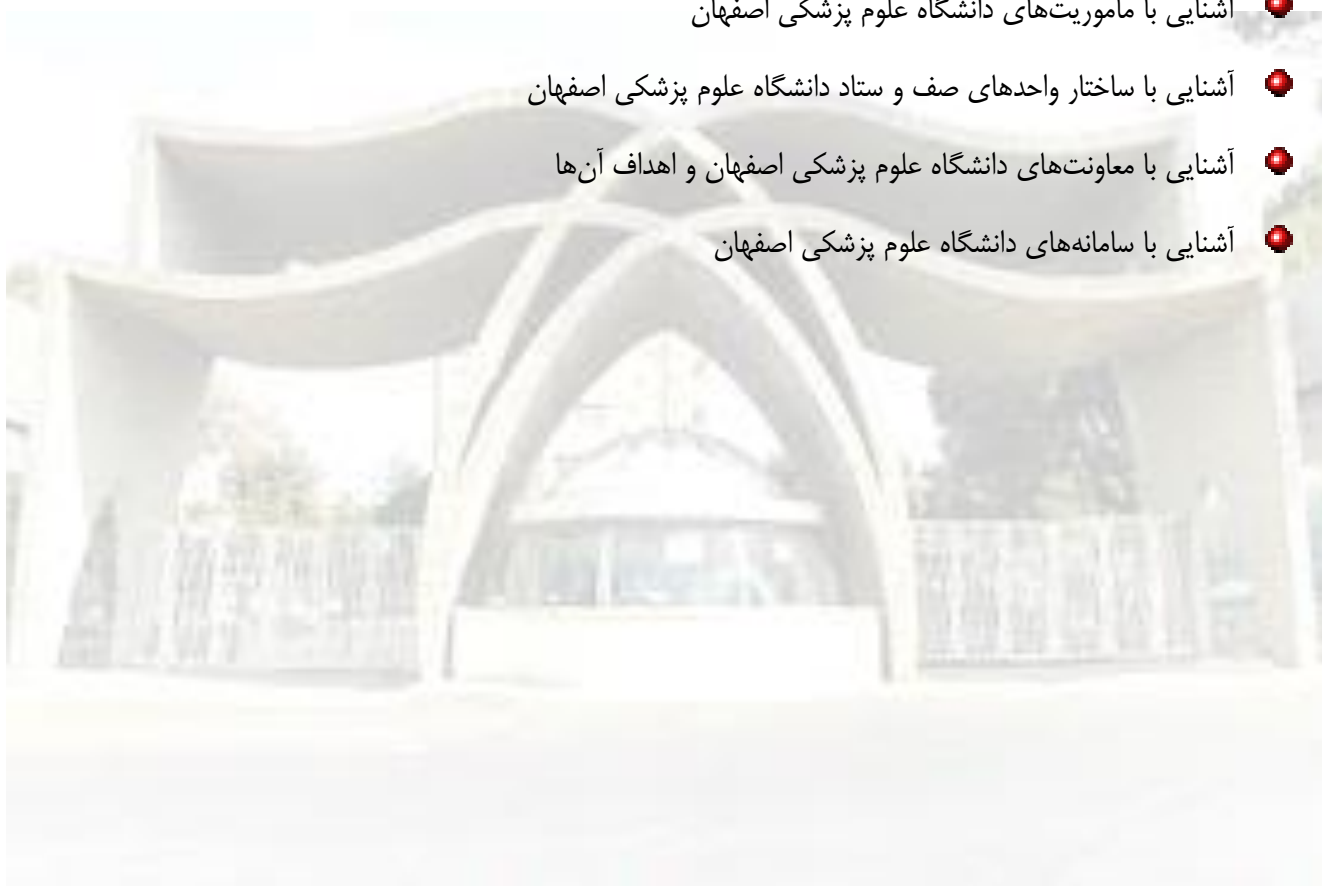 آشنایی با ماموریت‌های دانشگاه علوم پزشکی اصفهان
آشنایی با ساختار واحدهای صف و ستاد دانشگاه علوم پزشکی اصفهان
آشنایی با معاونت‌های دانشگاه علوم پزشکی اصفهان و اهداف آن‌ها
آشنایی با سامانه‌های دانشگاه علوم پزشکی اصفهان